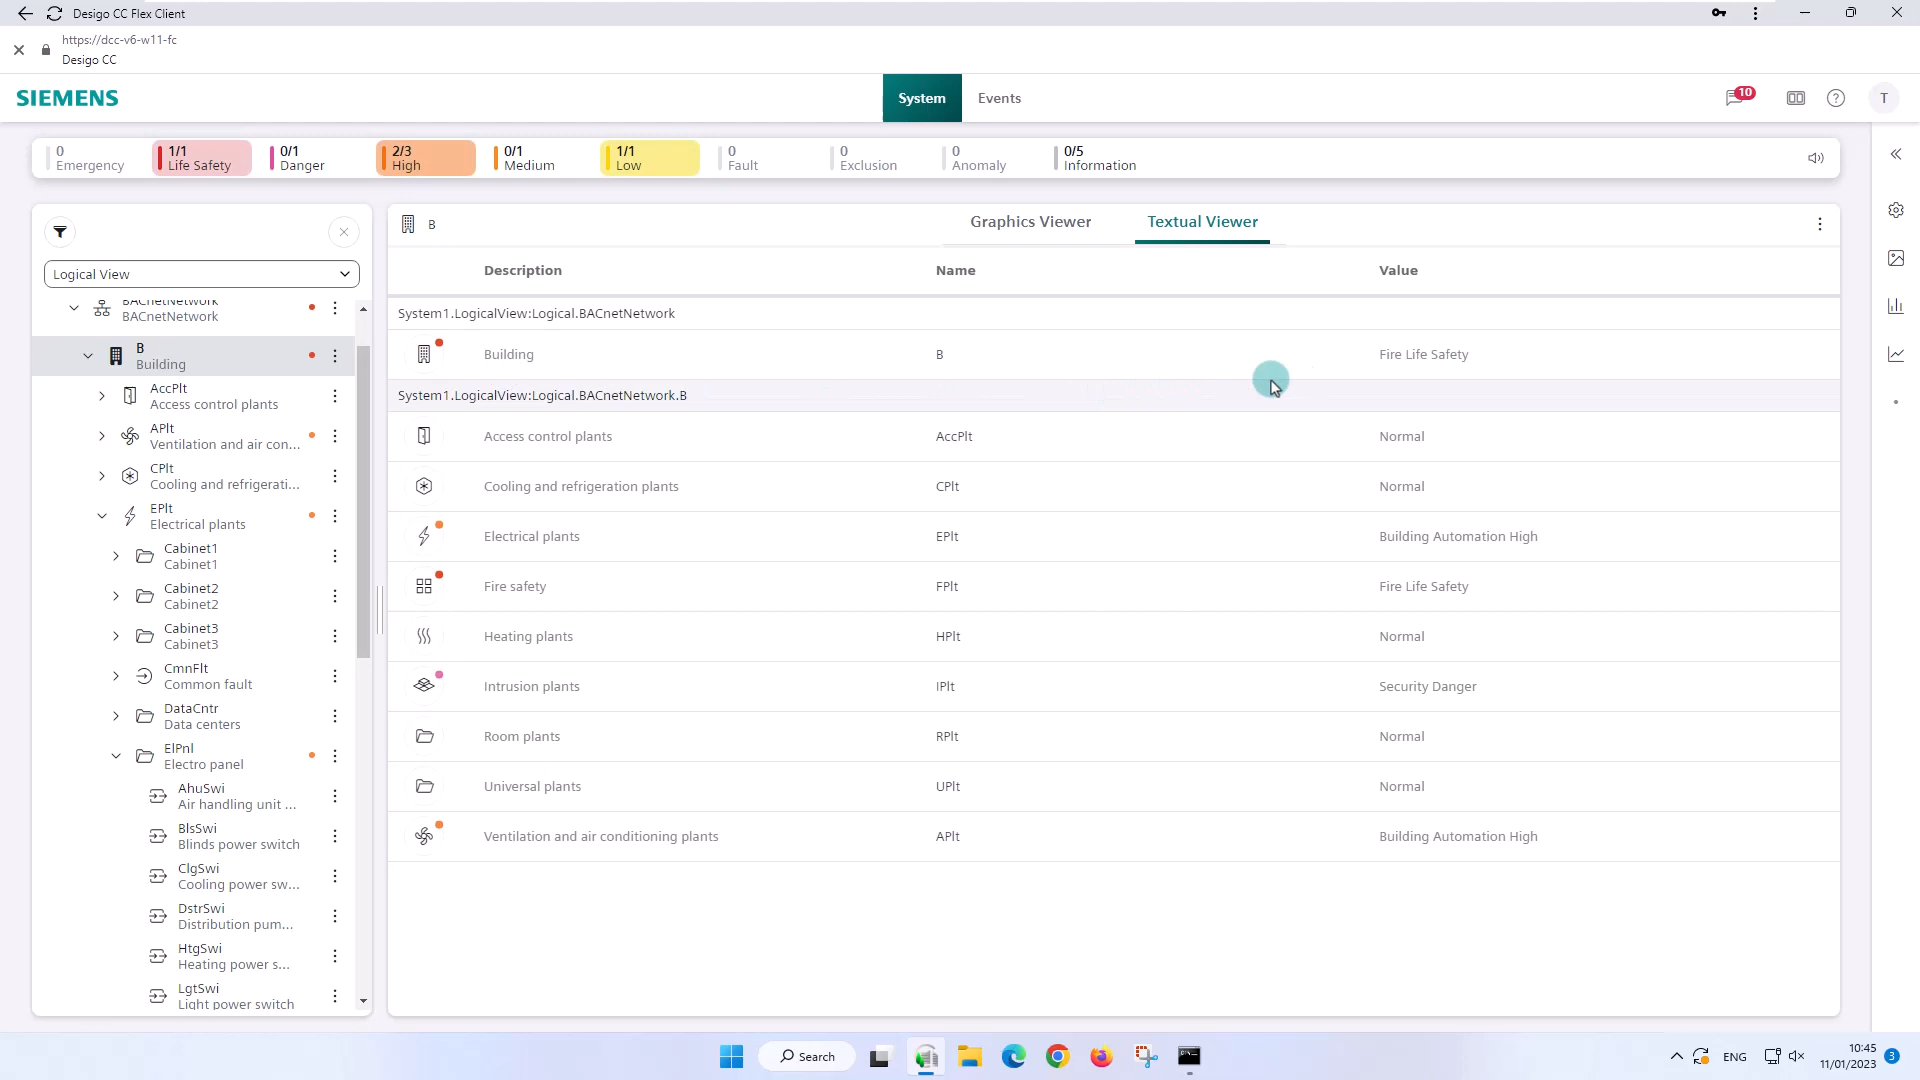 Desigo CC Flex Client
https://dcc-v6-w11-fc
Desigo CC
SIEMENS
System
Events
10
T
0
Emergency
1/1
Life Safety
0/1
Danger
2/3
High
0/1
Medium
1/1
Low
0
Fault
0
Exclusion
0
Anomaly
0/5
Information
Logical View
BACnetNetwork
BACnetNetwork
B
Building
AccPlt
Access control plants
APlt
Ventilation and air con...
CPlt
Cooling and refrigerati...
EPlt
Electrical plants
Cabinet1
Cabinet1
Cabinet2
Cabinet2
Cabinet3
Cabinet3
CmnFlt
Common fault
DataCntr
Data centers
ElPnl
Electro panel
AhuSwi
Air handling unit ...
BlsSwi
Blinds power switch
ClgSwi
Cooling power sw...
DstrSwi
Distribution pum...
HtgSwi
Heating power s...
LgtSwi
Light power switch
B
Graphics Viewer
Textual Viewer
Description Name Value
System1.LogicalView:Logical.BACnetNetwork
Building B Fire Life Safety
System1.LogicalView:Logical.BACnetNetwork.B
Access control plants AccPlt Normal
Cooling and refrigeration plants CPlt Normal
Electrical plants EPlt Building Automation High
Fire safety FPlt Fire Life Safety
Heating plants HPlt Normal
Intrusion plants IPlt Security Danger
Room plants RPlt Normal
Universal plants UPlt Normal
Ventilation and air conditioning plants APlt Building Automation High
Search
ENG
10:45
11/01/2023
3